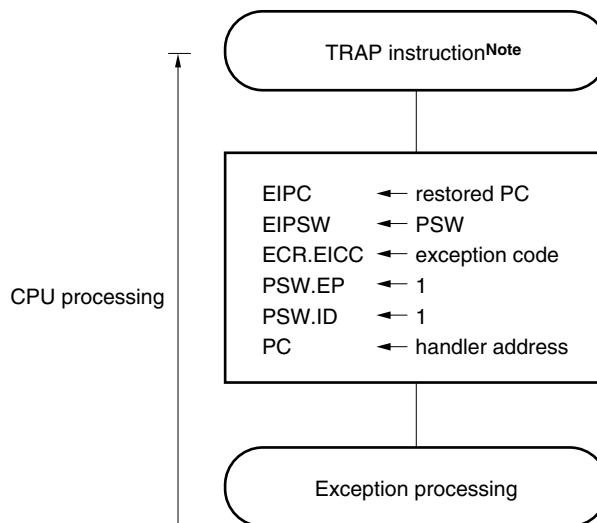 TRAP instructionNote
EIPC ← restored PC
EIPSW ← PSW
ECR.EICC ← exception code
PSW.EP ← 1
PSW.ID ← 1
PC ← handler address
CPU processing
Exception processing